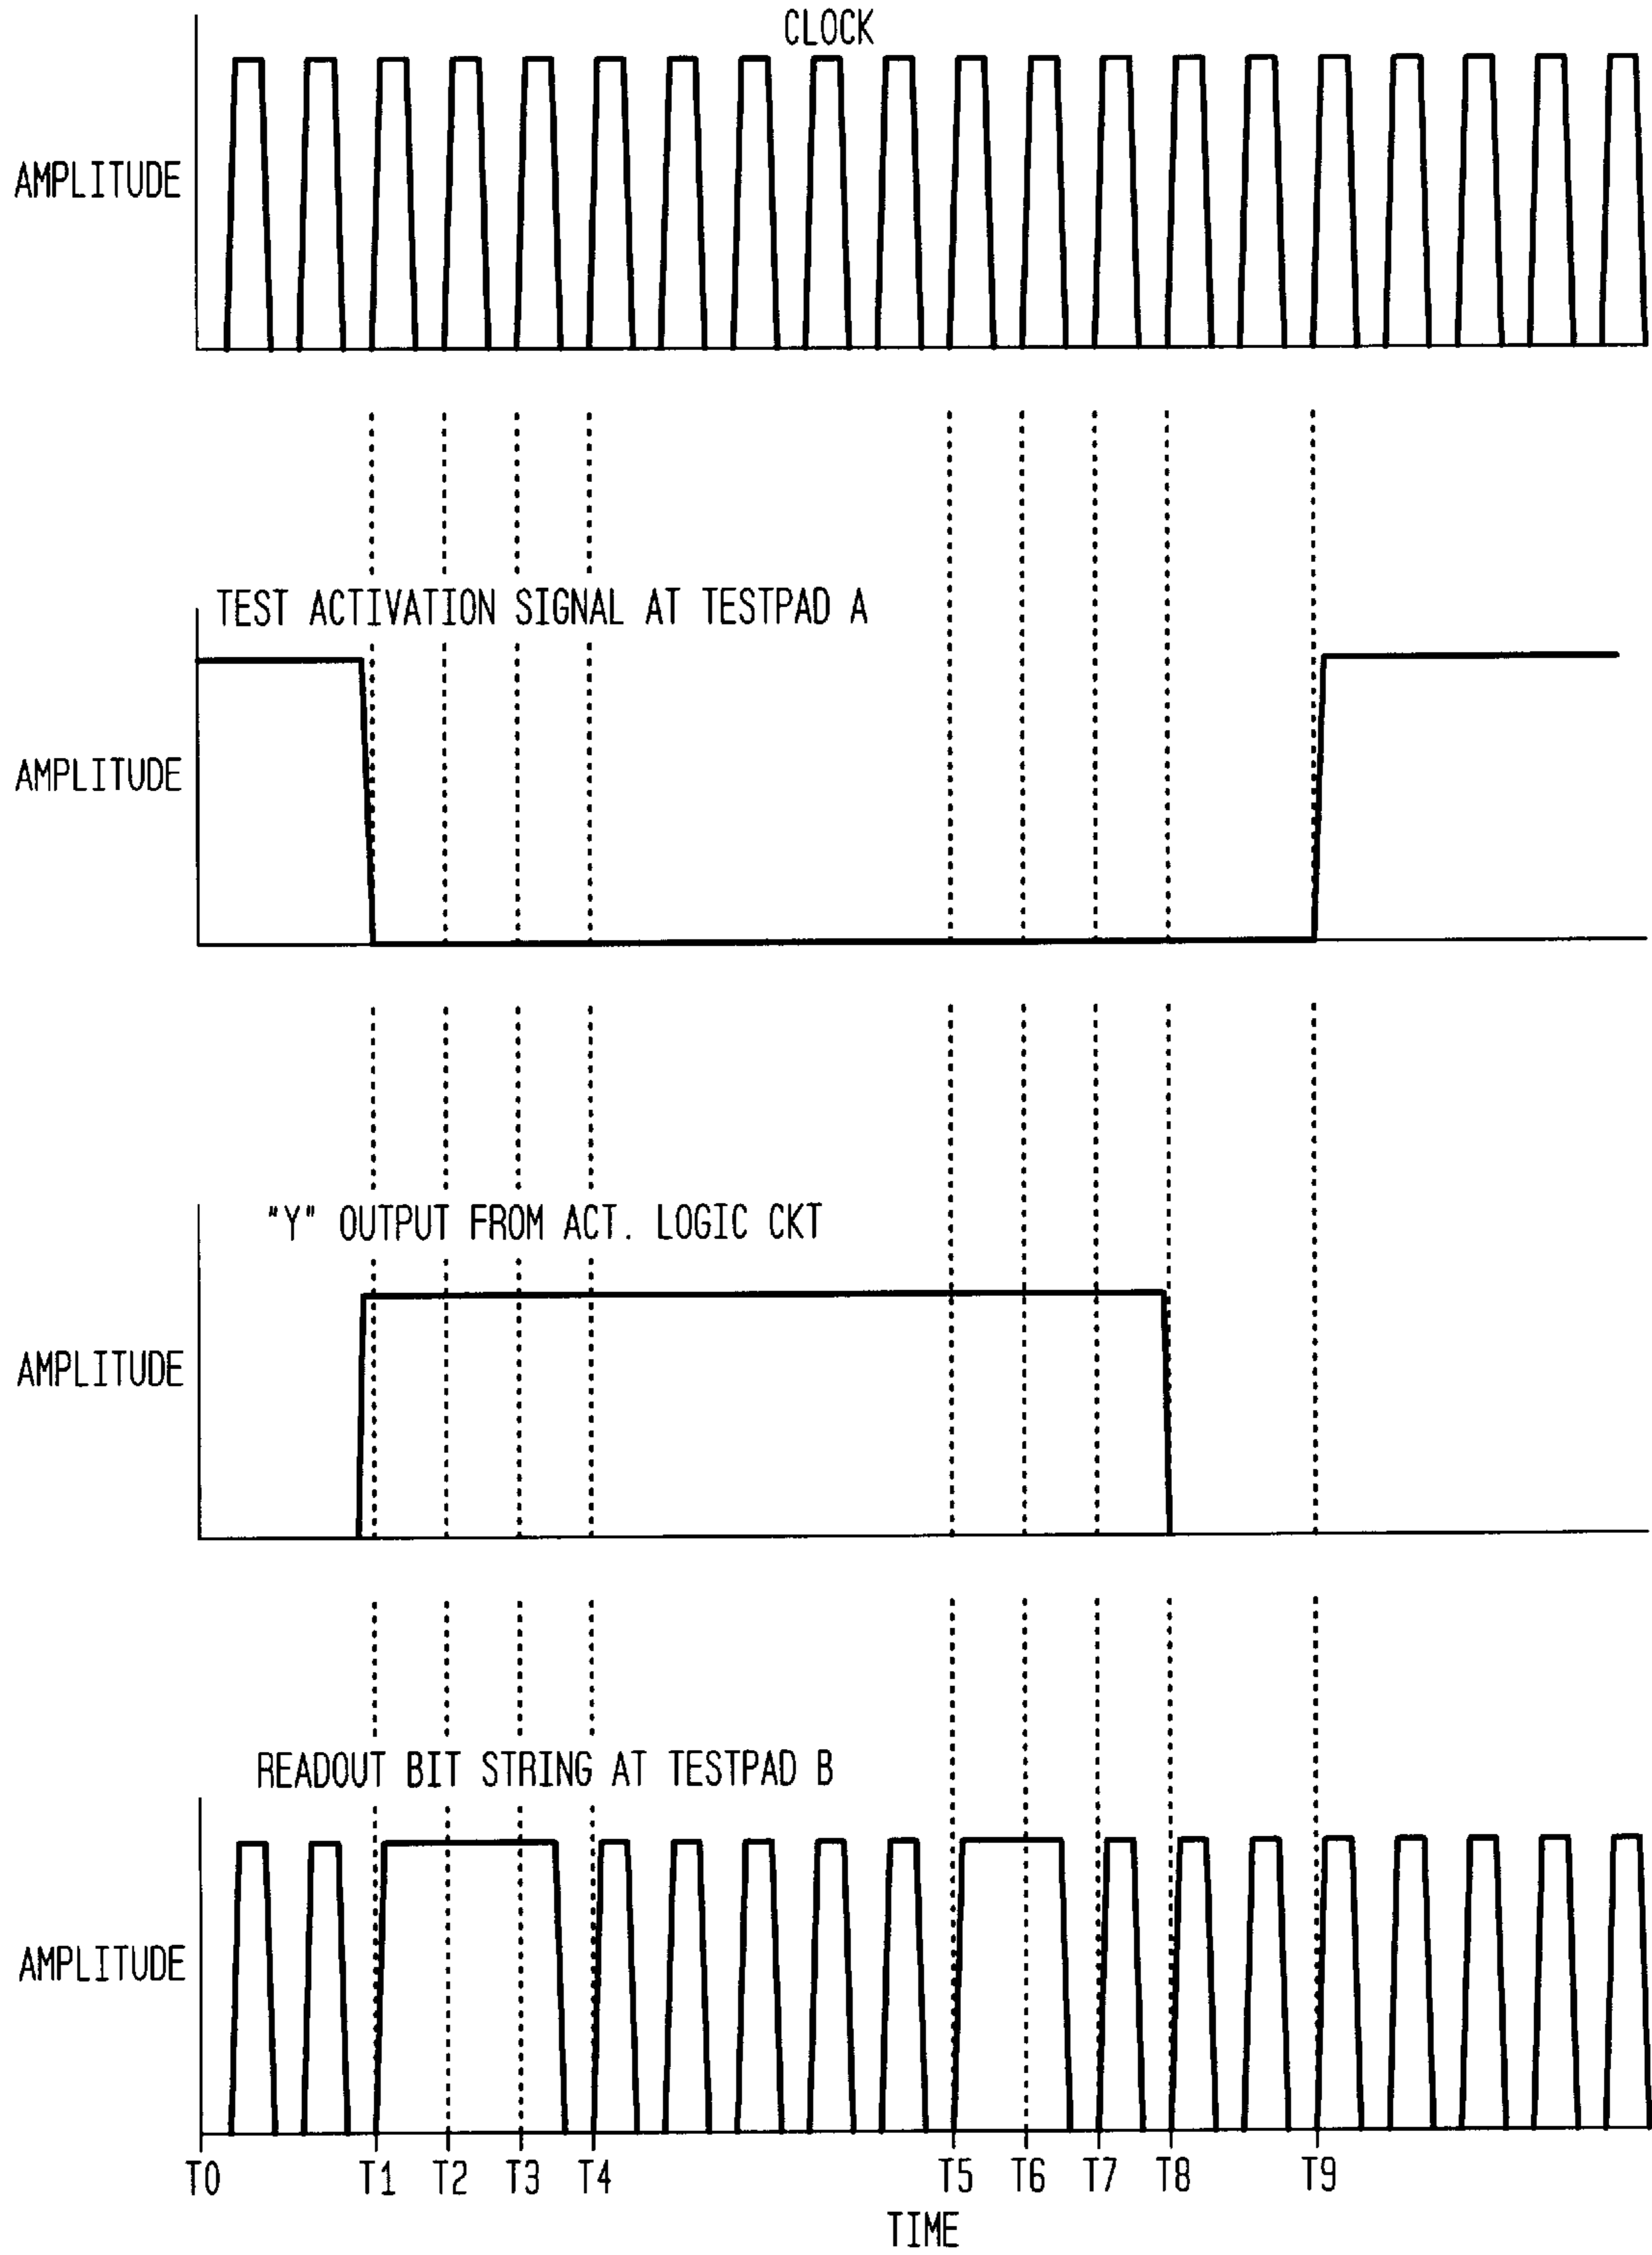 CLOCK
AMPLITUDE
TEST ACTIVATION SIGNAL AT TESTPAD A
AMPLITUDE
"Y" OUTPUT FROM ACT. LOGIC CKT
AMPLITUDE
READOUT BIT STRING AT TESTPAD B
AMPLITUDE
T0 T1 T2 T3 T4 T5 T6 T7 T8 T9
TIME